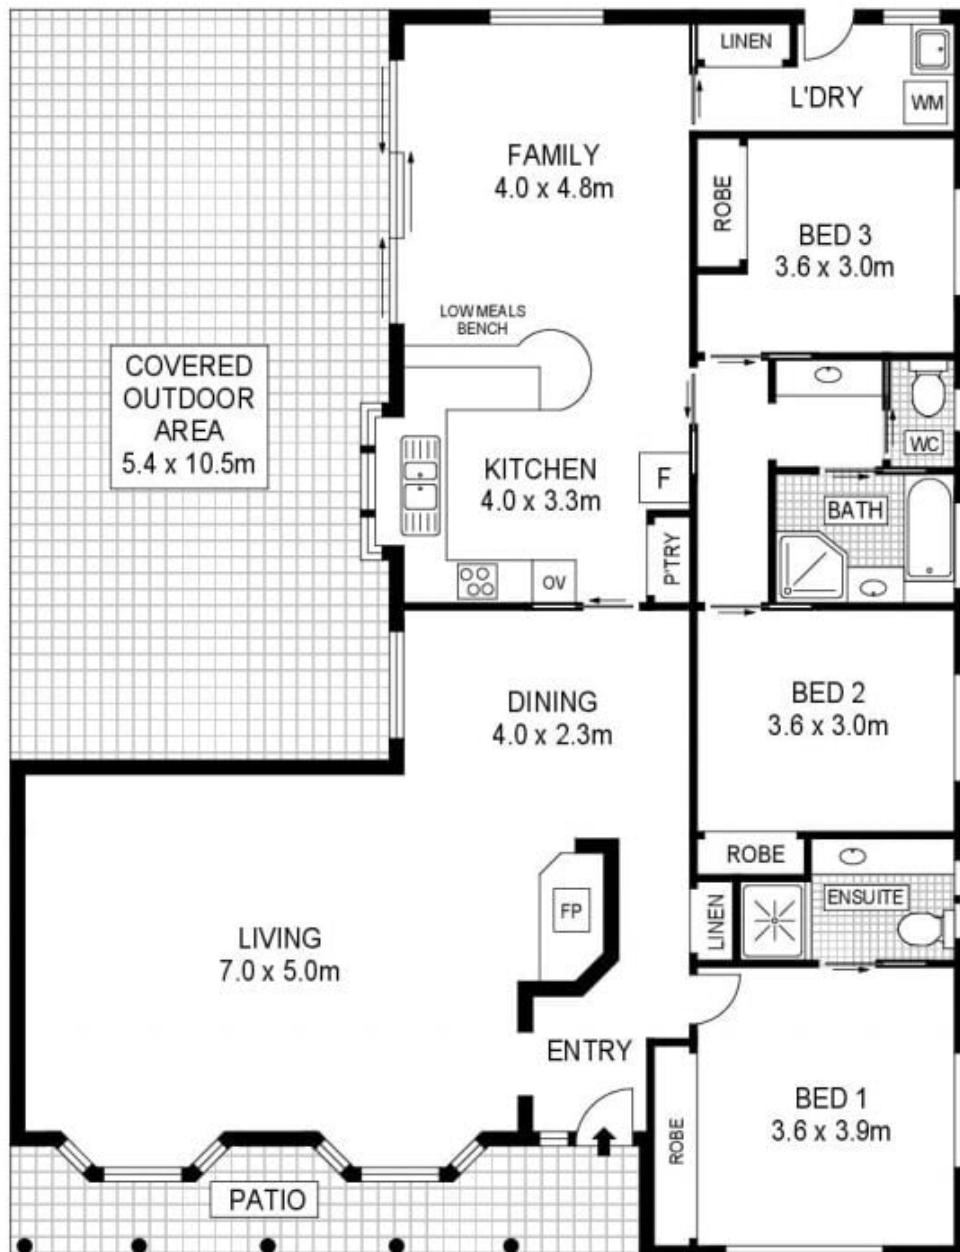 LINEN
L'DRY
WM
FAMILY
4.0 x 4.8m
ROBE
BED 3
3.6 x 3.0m
LOW MEALS
BENCH
COVERED
OUTDOOR
AREA
5.4 x 10.5m
KITCHEN
4.0 x 3.3m
F
WC
BATH
P'TRY
OV
DINING
4.0 x 2.3m
BED 2
3.6 x 3.0m
ROBE
ENSUITE
LINEN
FP
LIVING
7.0 x 5.0m
ENTRY
BED 1
3.6 x 3.9m
ROBE
PATIO